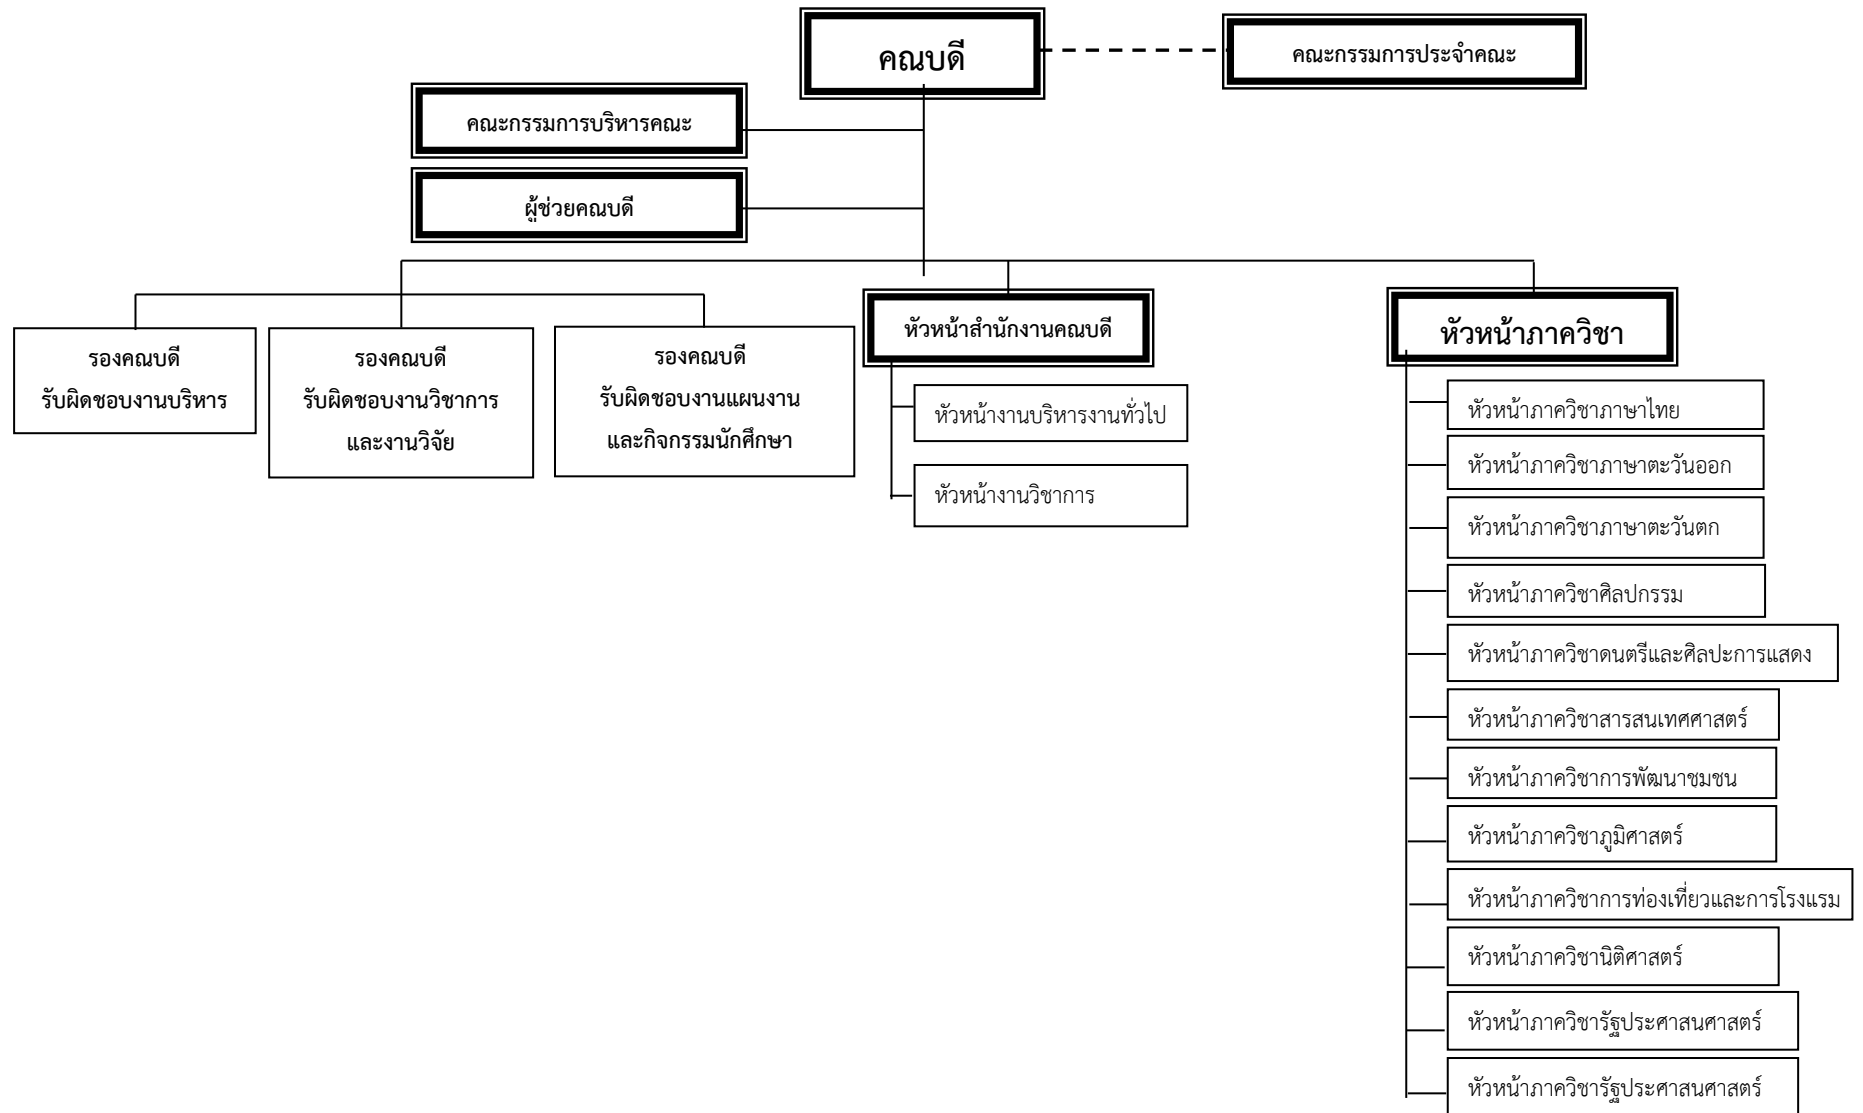 คณบดี
คณะกรรมการประจำคณะ
คณะกรรมการบริหารคณะ
ผู้ช่วยคณบดี
รองคณบดี
รับผิดชอบงานบริหาร
รองคณบดี
รับผิดชอบงานวิชาการ
และงานวิจัย
รองคณบดี
รับผิดชอบงานแผนงาน
และกิจกรรมนักศึกษา
หัวหน้าสำนักงานคณบดี
หัวหน้างานบริหารงานทั่วไป
หัวหน้างานวิชาการ
หัวหน้าภาควิชา
หัวหน้าภาควิชาภาษาไทย
หัวหน้าภาควิชาภาษาตะวันออก
หัวหน้าภาควิชาภาษาตะวันตก
หัวหน้าภาควิชาศิลปกรรม
หัวหน้าภาควิชาดนตรีและศิลปะการแสดง
หัวหน้าภาควิชาสารสนเทศศาสตร์
หัวหน้าภาควิชาการพัฒนาชุมชน
หัวหน้าภาควิชาภูมิศาสตร์
หัวหน้าภาควิชาการท่องเที่ยวและการโรงแรม
หัวหน้าภาควิชานิติศาสตร์
หัวหน้าภาควิชารัฐประศาสนศาสตร์
หัวหน้าภาควิชารัฐประศาสนศาสตร์